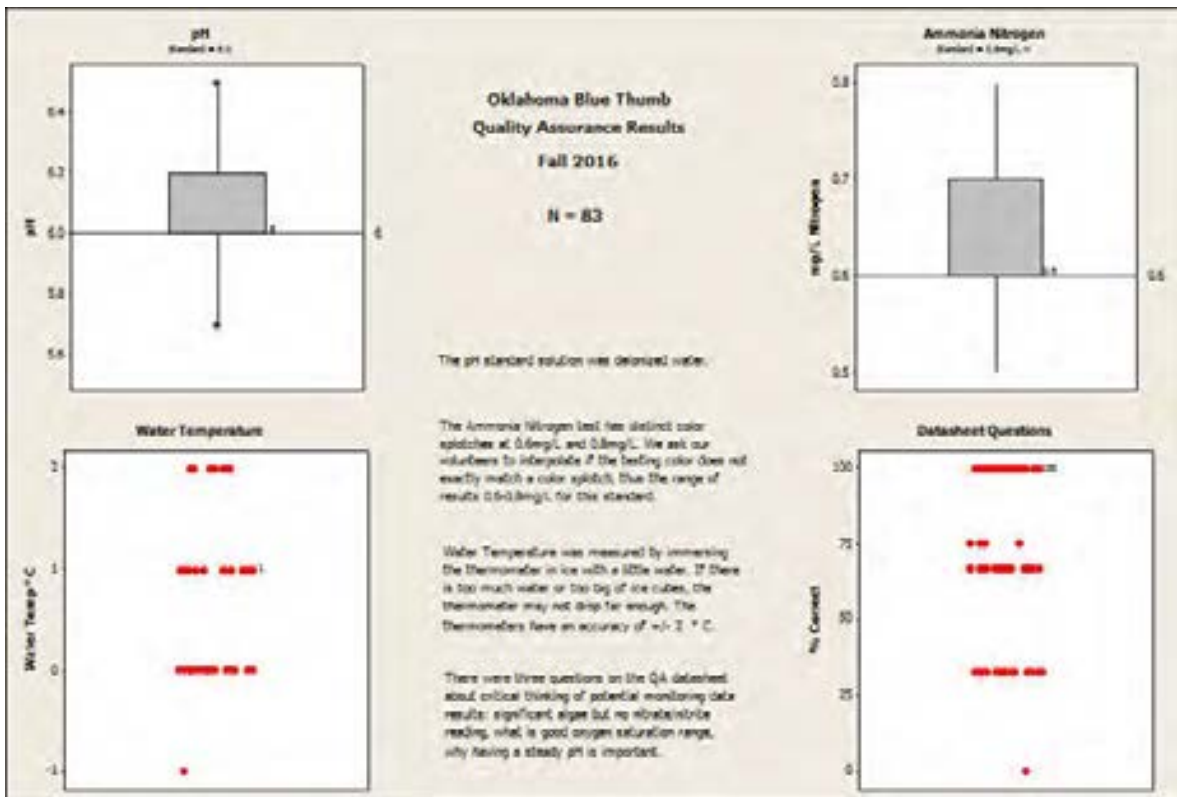 pH
6.4
6.2
6.0
5.8
5.6
pH
6
Oklahoma Blue Thumb
Quality Assurance Results
Fall 2016
N = 83
Ammonia Nitrogen
0.8
0.7
0.6
0.5
mg/L Nitrogen
0.6
The pH standard solution was deionized water.
The Ammonia Nitrogen test has distinct color
splotches at 0.6mg/L and 0.8mg/L. We ask our
volunteers to interpolate if the testing color does not
exactly match a color splotch, thus the range of
results 0.6-0.8mg/L for this standard.
Water Temperature was measured by immersing
the thermometer in ice with a little water. If there
is too much water or too big of ice cubes, the
thermometer may not drop far enough. The
thermometers have an accuracy of +/- ° C.
There were three questions on the QA datasheet
about critical thinking of potential monitoring data
results: significant algae but no nitrate/nitrite
reading, what is good oxygen saturation range,
why having a steady pH is important.
Water Temperature
2
1
0
-1
Water Temp ° C
1
Datasheet Questions
100
75
50
25
0
% Correct
100